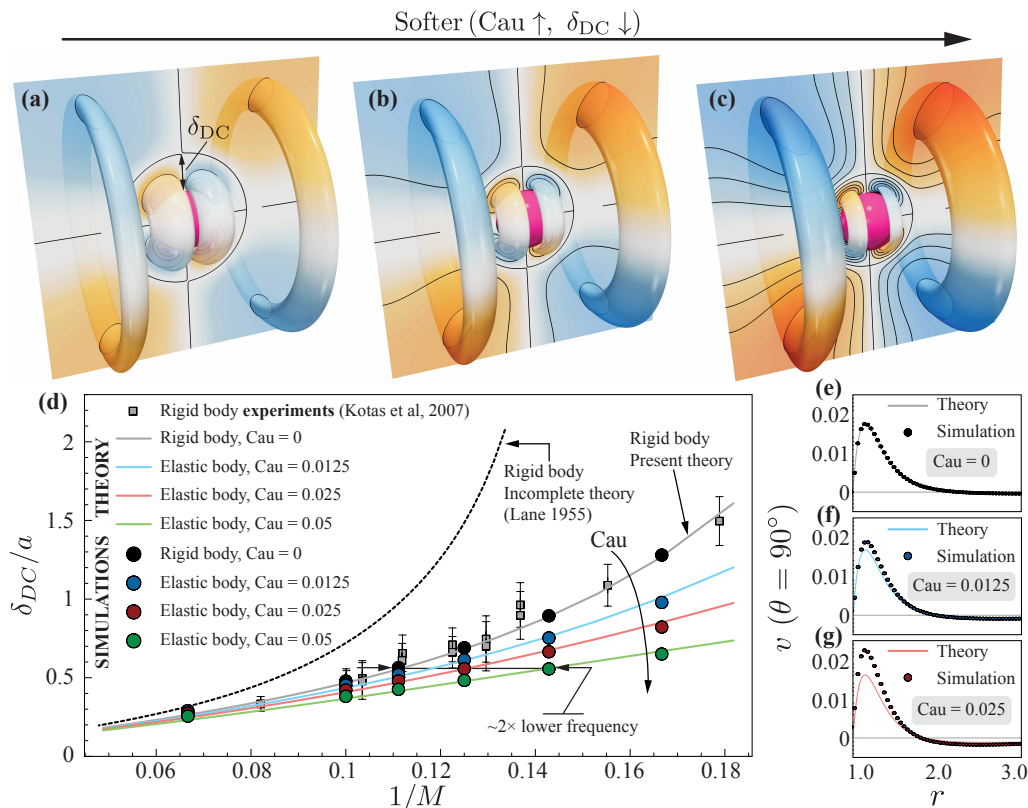 Softer (Cau ↑, δDC ↓)
(a)
(b)
(c)
δDC
(d)
THEORY
SIMULATIONS
Rigid body experiments (Kotas et al, 2007)
Rigid body, Cau = 0
Elastic body, Cau = 0.0125
Elastic body, Cau = 0.025
Elastic body, Cau = 0.05
Rigid body, Cau = 0
Elastic body, Cau = 0.0125
Elastic body, Cau = 0.025
Elastic body, Cau = 0.05
Rigid body
Incomplete theory
(Lane 1955)
Rigid body
Present theory
Cau
~2× lower frequency
δDC/a
2
1.5
1
0.5
0
0.06
0.08
0.1
0.12
0.14
0.16
0.18
1/M
v (θ = 90°)
(e)
0.02
0.01
0
Theory
Simulation
Cau = 0
(f)
0.02
0.01
0
Theory
Simulation
Cau = 0.0125
(g)
0.02
0.01
0
Theory
Simulation
Cau = 0.025
1.0
2.0
3.0
r